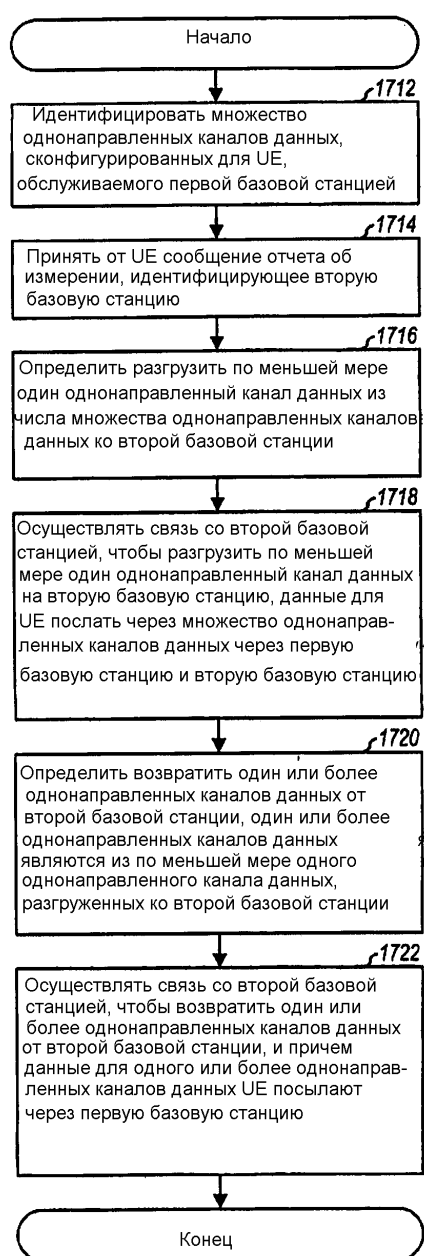 Начало
1712
Идентифицировать множество
однонаправленных каналов данных,
сконфигурированных для UE,
обслуживаемого первой базовой станцией
1714
Принять от UE сообщение отчета об
измерении, идентифицирующее вторую
базовую станцию
1716
Определить разгрузить по меньшей мере
один однонаправленный канал данных из
числа множества однонаправленных каналов
данных ко второй базовой станции
1718
Осуществлять связь со второй базовой
станцией, чтобы разгрузить по меньшей
мере один однонаправленный канал данных
на вторую базовую станцию, данные для
UE послать через множество однонаправ-
ленных каналов данных через первую
базовую станцию и вторую базовую станцию
1720
Определить возвратить один или более
однонаправленных каналов данных от
второй базовой станции, один или более
однонаправленных каналов данных
являются из по меньшей мере одного
однонаправленного канала данных,
разгруженных ко второй базовой станции
1722
Осуществлять связь со второй базовой
станцией, чтобы возвратить один или
более однонаправленных каналов данных
от второй базовой станции, и причем
данные для одного или более однонаправ-
ленных каналов данных UE посылают
через первую базовую станцию
Конец